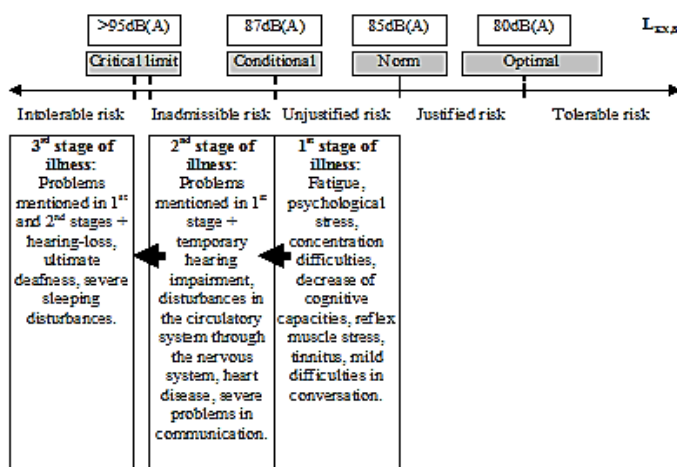 >95dB(A) 87dB(A) 85dB(A) 80dB(A)
Critical limit Conditional Norm Optimal
Intolerable risk Inadmissible risk Unjustified risk Justified risk Tolerable risk
3rd stage of
illness:
Problems
mentioned in 1st
and 2nd stages +
hearing-loss,
ultimate
deafness, severe
sleeping
disturbances.
2nd stage of
illness:
Problems
mentioned in 1st
stage +
temporary
hearing
impairment,
disturbances in
the circulatory
system through
the nervous
system, heart
disease, severe
problems in
communication.
1st stage of
illness:
Fatigue,
psychological
stress,
concentration
difficulties,
decrease of
cognitive
capacities, reflex
muscle stress,
tinnitus, mild
difficulties in
conversation.